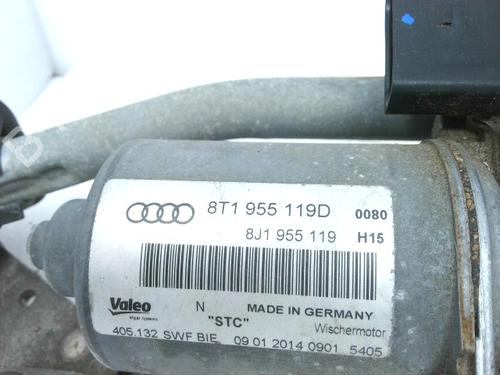 8T1 955 119D 0080
8J1 955 119 H15
Valeo N MADE IN GERMANY
"STC" Wischermotor
405.132 SWF BIE 09 01 2014 0901 5405